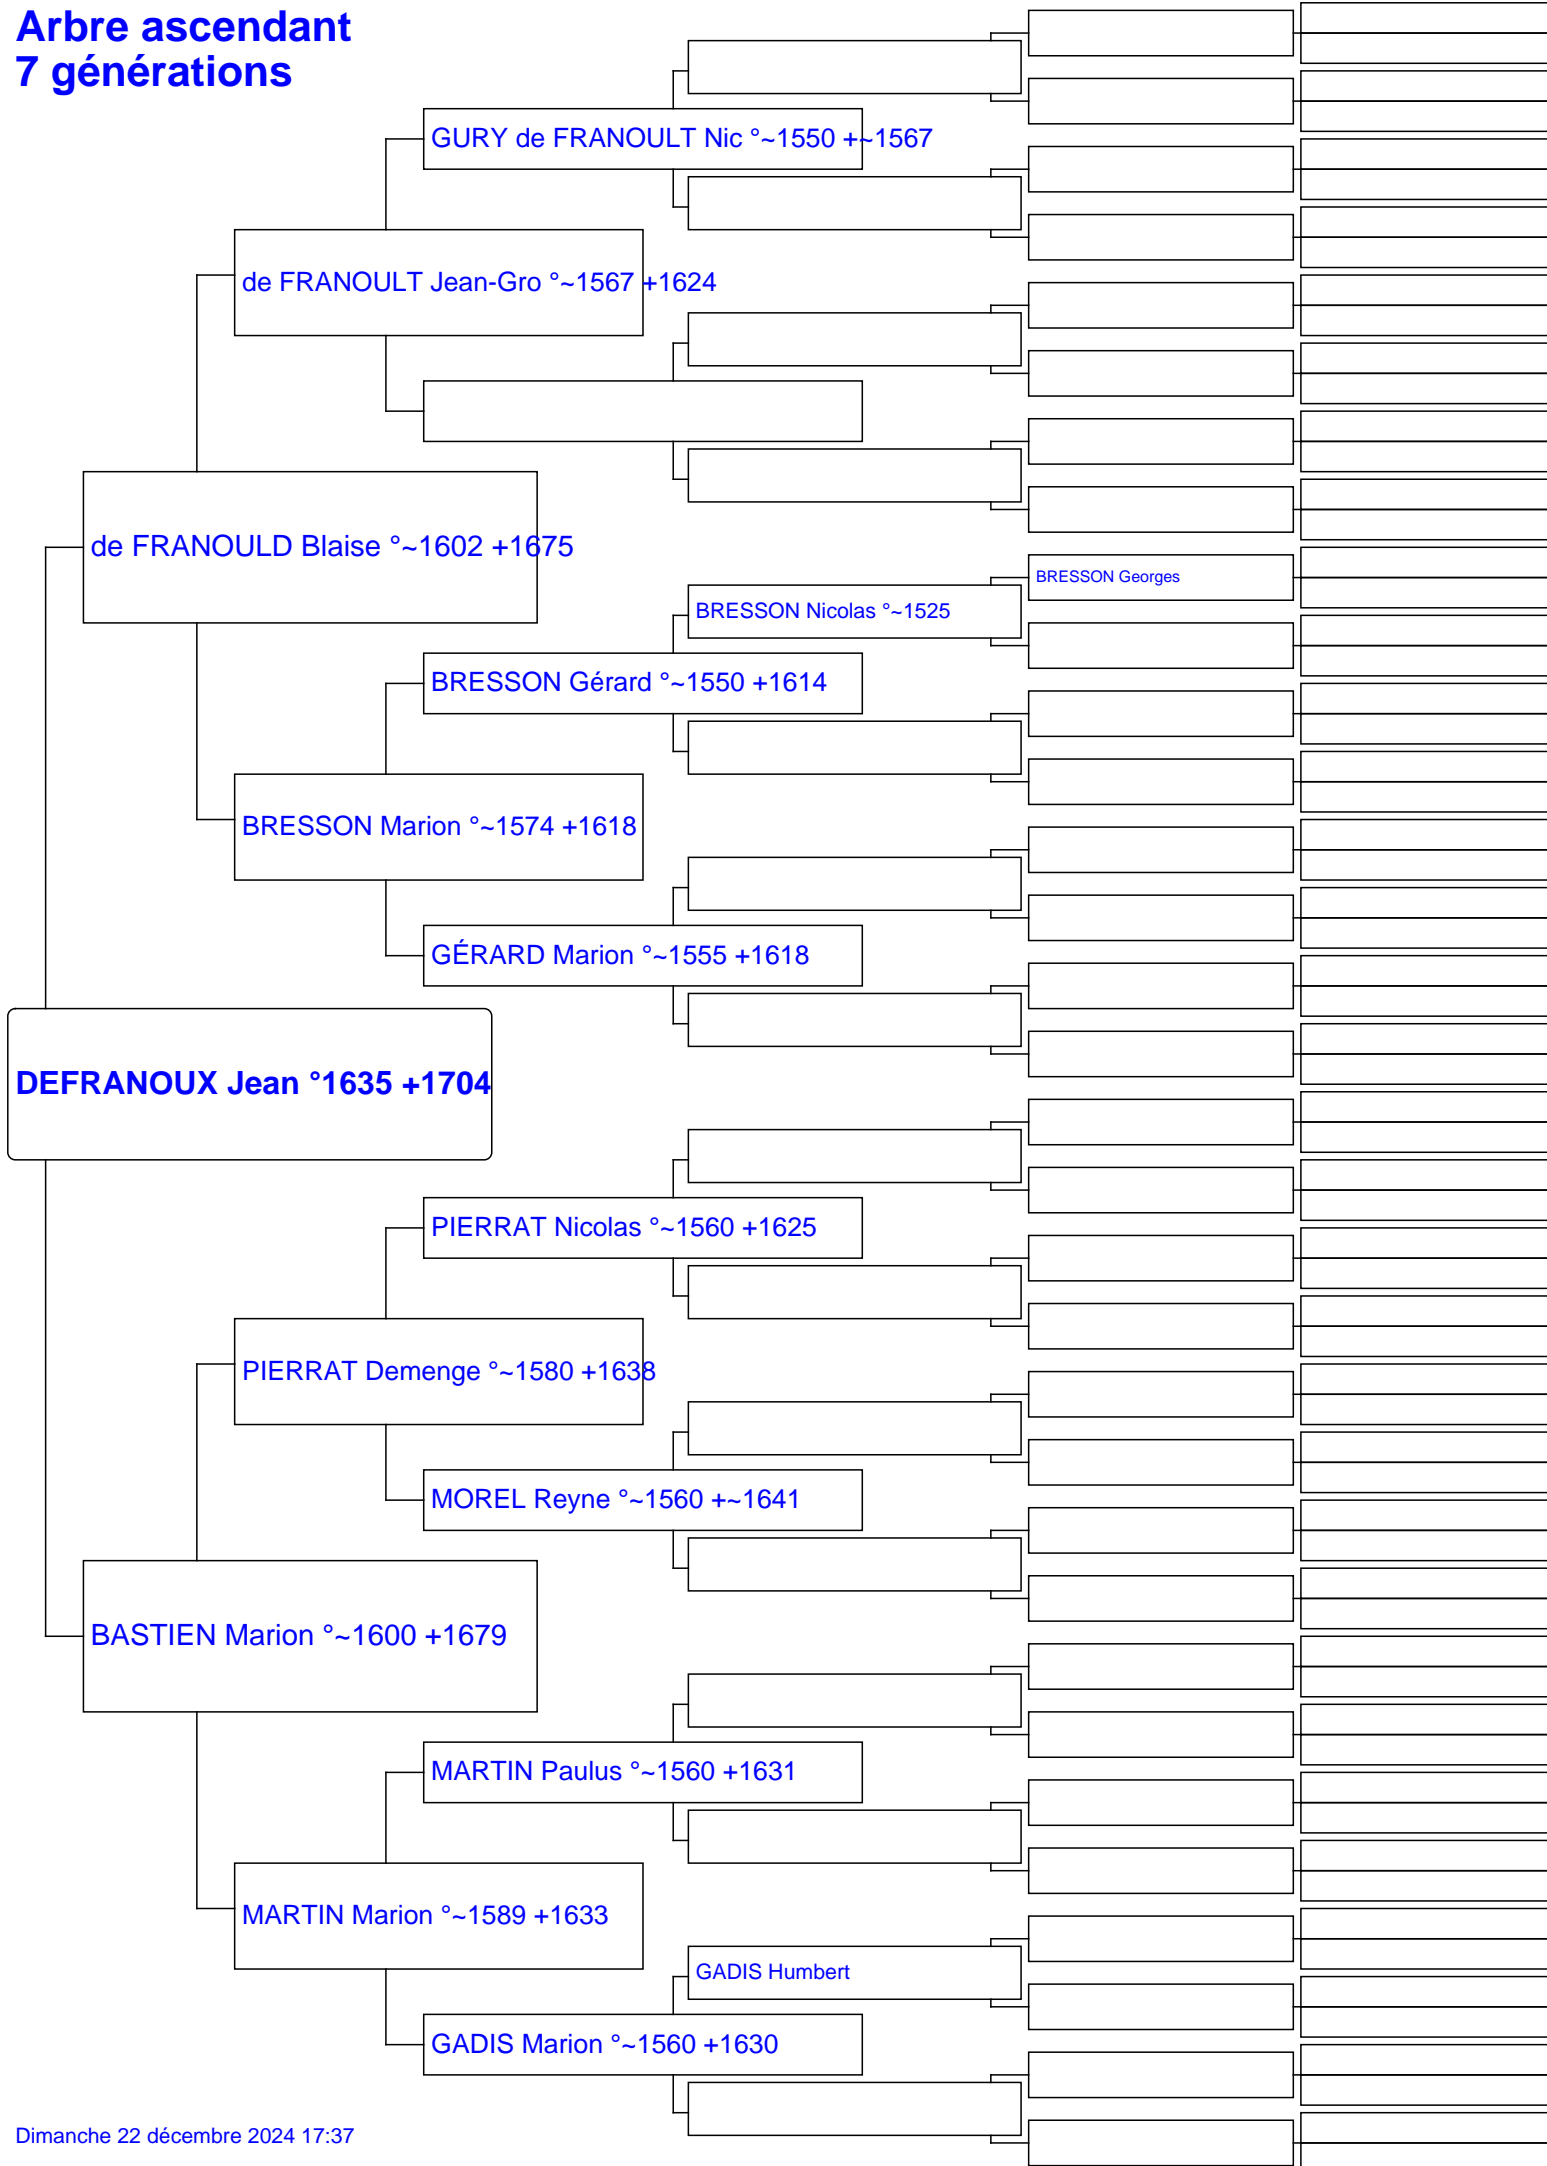 Arbre ascendant
7 générations
GURY de FRANOULT Nic °~1550 +~1567
de FRANOULT Jean-Gro °~1567 +1624
de FRANOULD Blaise °~1602 +1675
BRESSON Georges
BRESSON Nicolas °~1525
BRESSON Gérard °~1550 +1614
BRESSON Marion °~1574 +1618
GÉRARD Marion °~1555 +1618
DEFRANOUX Jean °1635 +1704
PIERRAT Nicolas °~1560 +1625
PIERRAT Demenge °~1580 +1638
MOREL Reyne °~1560 +~1641
BASTIEN Marion °~1600 +1679
MARTIN Paulus °~1560 +1631
MARTIN Marion °~1589 +1633
GADIS Humbert
GADIS Marion °~1560 +1630
Dimanche 22 décembre 2024 17:37